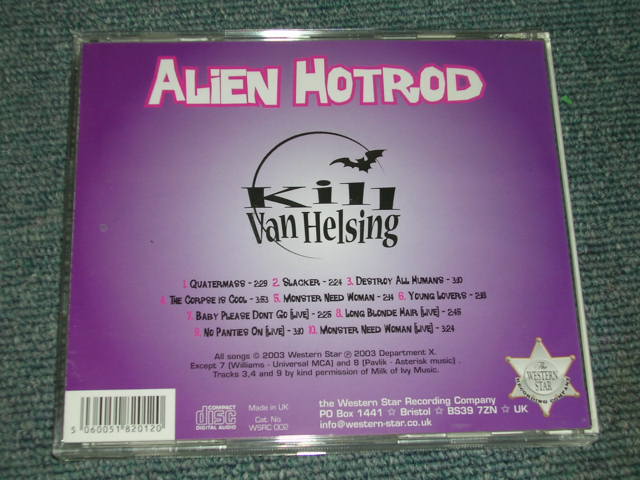 ALiEN HOTROD
Kill
Van Helsing
1. QUATERMASS - 2:29 2. SLACKER - 2:24 3. DESTROY ALL HUMANS - 3:10
4. THE CORPSE IS COOL - 3:53 5. MONSTER NEED WOMAN - 2:14 6. YOUNG LOVERS - 2:18
7. BABY PLEASE DONT GO [LIVE] - 2:25 8. LONG BLONDE HAIR [LIVE] - 2:45
9. NO PANTIES ON [LIVE] - 3:10 10. MONSTER NEED WOMAN [LIVE] - 3:24
All songs © 2003 Western Star ℗ 2003 Department X.
Except 7 (Williams - Universal MCA) and 8 (Pavlik - Asterisk music) .
Tracks 3,4 and 9 by kind permission of Milk of Ivy Music.
The
WESTERN
STAR
RECORDING COMPANY
5 060051 820120
COMPACT
disc
DIGITAL AUDIO
Made in UK
Cat. No.
WSRC 002
the Western Star Recording Company
PO Box 1441 ☆ Bristol ☆ BS39 7ZN ☆ UK
info@western-star.co.uk